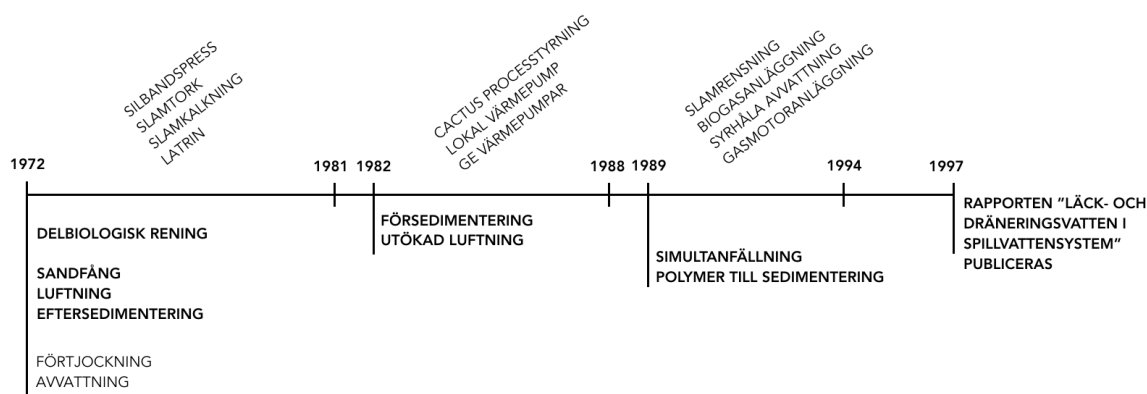 SILBANDSPRESS
SLAMTORK
SLAMKALKNING
LATRIN
CACTUS PROCESSTYRNING
LOKAL VÄRMEPUMP
GE VÄRMEPUMPAR
SLAMRENSNING
BIOGASANLÄGGNING
SYRHÅLA AVVATTNING
GASMOTORANLÄGGNING
1972
1981
1982
1988
1989
1994
1997
DELBIOLOGISK RENING
SANDFÅNG
LUFTNING
EFTERSEDIMENTERING
FÖRTJOCKNING
AVVATTNING
FÖRSEDIMENTERING
UTÖKAD LUFTNING
SIMULTANFÄLLNING
POLYMER TILL SEDIMENTERING
RAPPORTEN ”LÄCK- OCH
DRÄNERINGSVATTEN I
SPILLVATTENSYSTEM”
PUBLICERAS